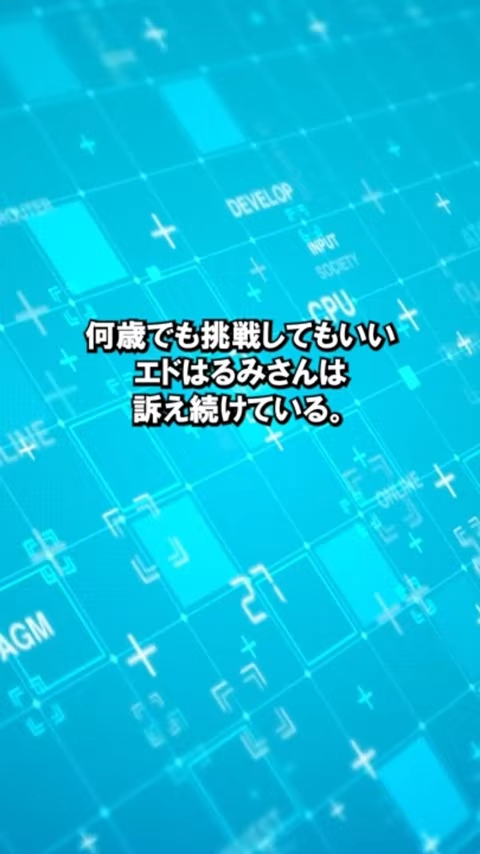 DEVELOP
INPUT
SOCIETY
CPU
何歳でも挑戦してもいい
エドはるみさんは
訴え続けている。
ONLINE
27
AGM